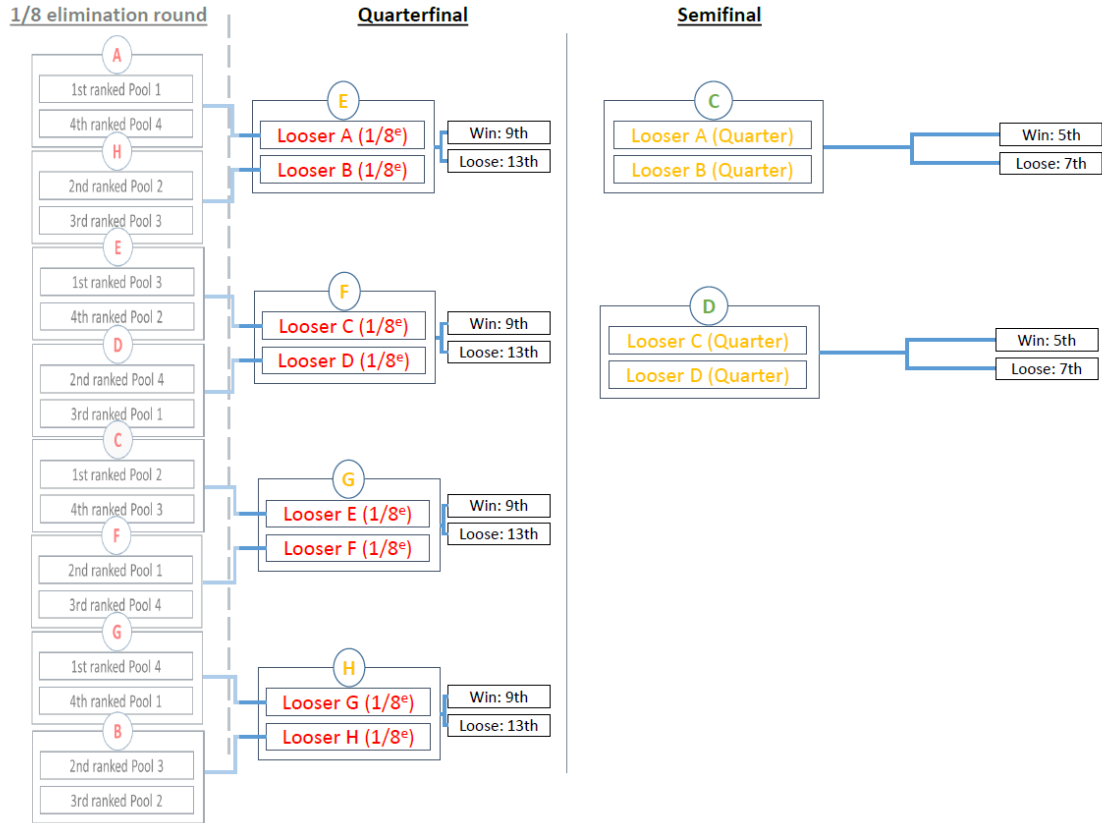 1/8 elimination round
A
1st ranked Pool 1
4th ranked Pool 4
H
2nd ranked Pool 2
3rd ranked Pool 3
E
1st ranked Pool 3
4th ranked Pool 2
D
2nd ranked Pool 4
3rd ranked Pool 1
C
1st ranked Pool 2
4th ranked Pool 3
F
2nd ranked Pool 1
3rd ranked Pool 4
G
1st ranked Pool 4
4th ranked Pool 1
B
2nd ranked Pool 3
3rd ranked Pool 2
Quarterfinal
E
Looser A (1/8ᵉ)
Looser B (1/8ᵉ)
Win: 9th
Loose: 13th
F
Looser C (1/8ᵉ)
Looser D (1/8ᵉ)
Win: 9th
Loose: 13th
G
Looser E (1/8ᵉ)
Looser F (1/8ᵉ)
Win: 9th
Loose: 13th
H
Looser G (1/8ᵉ)
Looser H (1/8ᵉ)
Win: 9th
Loose: 13th
Semifinal
C
Looser A (Quarter)
Looser B (Quarter)
Win: 5th
Loose: 7th
D
Looser C (Quarter)
Looser D (Quarter)
Win: 5th
Loose: 7th